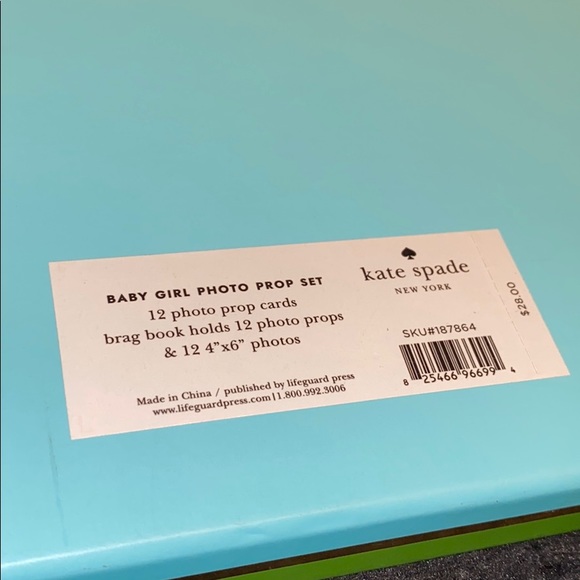 BABY GIRL PHOTO PROP SET
12 photo prop cards
brag book holds 12 photo props
& 12 4"x6" photos
Made in China / published by lifeguard press
www.lifeguardpress.com | 1.800.992.3006
kate spade
NEW YORK
SKU#187864
8 25466 96699 4
$28.00